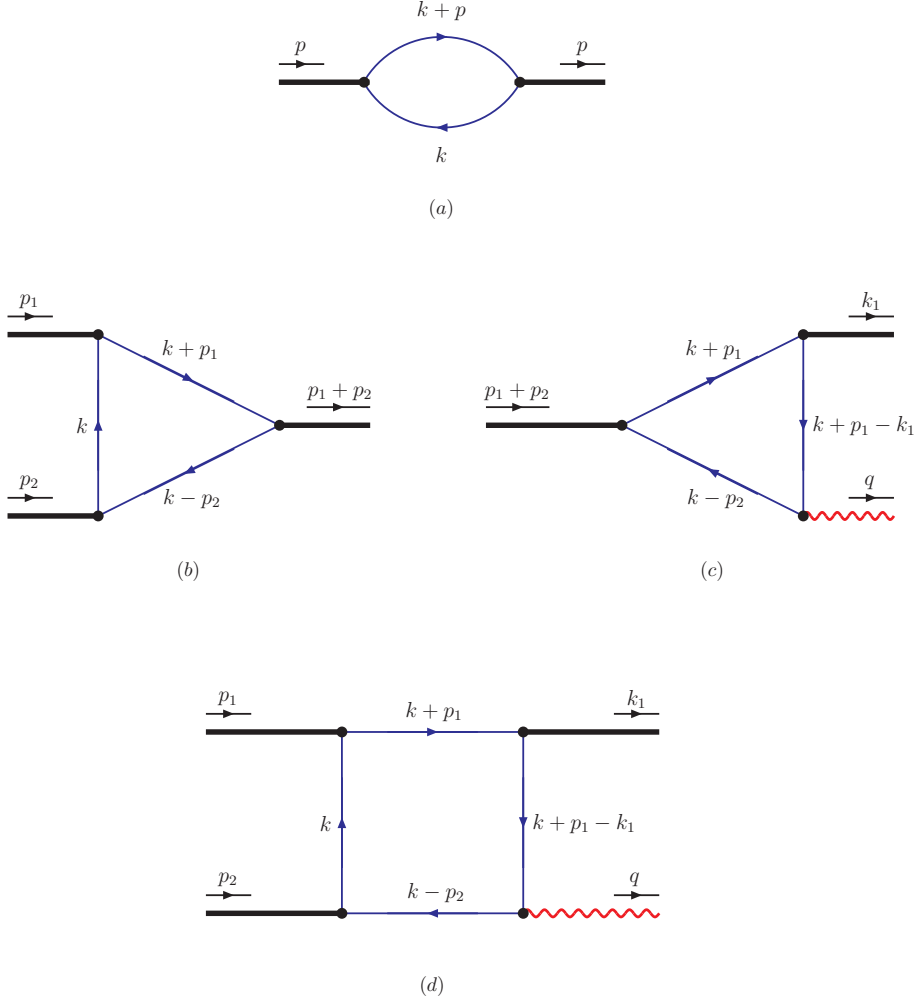 k + p
p p
k
(a)
p₁ k₁
k + p₁ k + p₁
p₁ + p₂ p₁ + p₂
k k + p₁ − k₁
p₂ k − p₂ k − p₂ q
(b) (c)
p₁ k + p₁ k₁
k k + p₁ − k₁
p₂ k − p₂ q
(d)